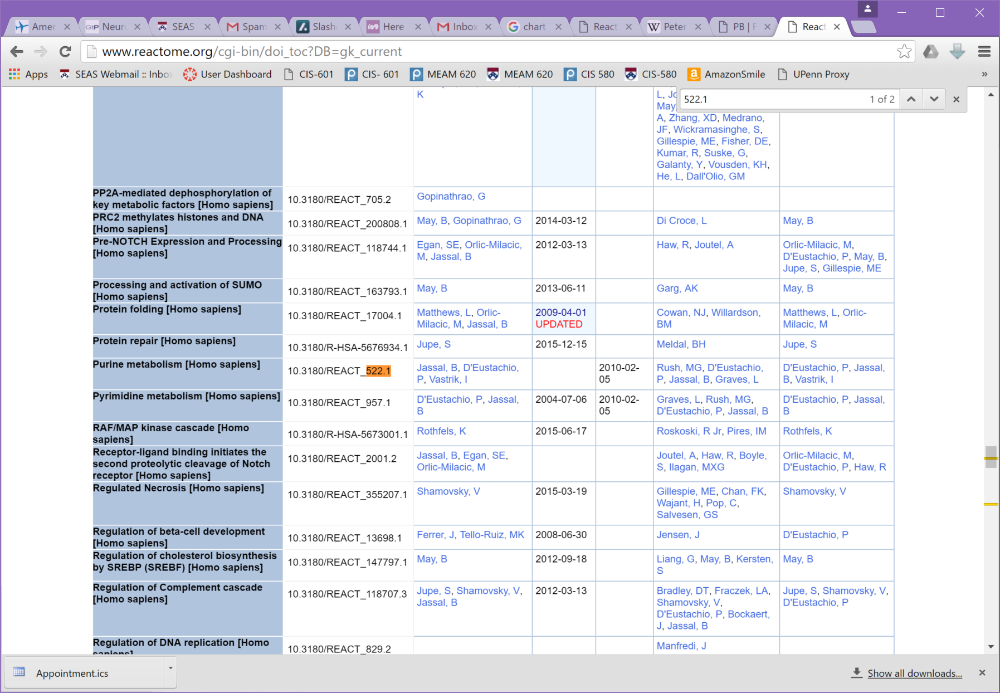 Amer
GtP Neuro
SEAS
Spam
Slash
io9 Here
Inbox
chart
React
W Peter
PB | F
React
www.reactome.org/cgi-bin/doi_toc?DB=gk_current
Apps
SEAS Webmail :: Inbo
User Dashboard
CIS-601
CIS- 601
MEAM 620
MEAM 620
CIS 580
CIS-580
AmazonSmile
UPenn Proxy
»
522.1
1 of 2
K
L, Jo
May,
A, Zhang, XD, Medrano,
JF, Wickramasinghe, S,
Gillespie, ME, Fisher, DE,
Kumar, R, Suske, G,
Galanty, Y, Vousden, KH,
He, L, Dall'Olio, GM
PP2A-mediated dephosphorylation of
key metabolic factors [Homo sapiens]
10.3180/REACT_705.2
Gopinathrao, G
PRC2 methylates histones and DNA
[Homo sapiens]
10.3180/REACT_200808.1
May, B, Gopinathrao, G
2014-03-12
Di Croce, L
May, B
Pre-NOTCH Expression and Processing
[Homo sapiens]
10.3180/REACT_118744.1
Egan, SE, Orlic-Milacic,
M, Jassal, B
2012-03-13
Haw, R, Joutel, A
Orlic-Milacic, M,
D'Eustachio, P, May, B,
Jupe, S, Gillespie, ME
Processing and activation of SUMO
[Homo sapiens]
10.3180/REACT_163793.1
May, B
2013-06-11
Garg, AK
May, B
Protein folding [Homo sapiens]
10.3180/REACT_17004.1
Matthews, L, Orlic-
Milacic, M, Jassal, B
2009-04-01
UPDATED
Cowan, NJ, Willardson,
BM
Matthews, L, Orlic-
Milacic, M
Protein repair [Homo sapiens]
10.3180/R-HSA-5676934.1
Jupe, S
2015-12-15
Meldal, BH
Jupe, S
Purine metabolism [Homo sapiens]
10.3180/REACT_522.1
Jassal, B, D'Eustachio,
P, Vastrik, I
2010-02-
05
Rush, MG, D'Eustachio,
P, Jassal, B, Graves, L
D'Eustachio, P, Jassal,
B, Vastrik, I
Pyrimidine metabolism [Homo sapiens]
10.3180/REACT_957.1
D'Eustachio, P, Jassal,
B
2004-07-06
2010-02-
05
Graves, L, Rush, MG,
D'Eustachio, P, Jassal, B
D'Eustachio, P, Jassal,
B
RAF/MAP kinase cascade [Homo
sapiens]
10.3180/R-HSA-5673001.1
Rothfels, K
2015-06-17
Roskoski, R Jr, Pires, IM
Rothfels, K
Receptor-ligand binding initiates the
second proteolytic cleavage of Notch
receptor [Homo sapiens]
10.3180/REACT_2001.2
Jassal, B, Egan, SE,
Orlic-Milacic, M
Joutel, A, Haw, R, Boyle,
S, Ilagan, MXG
Orlic-Milacic, M,
D'Eustachio, P, Haw, R
Regulated Necrosis [Homo sapiens]
10.3180/REACT_355207.1
Shamovsky, V
2015-03-19
Gillespie, ME, Chan, FK,
Wajant, H, Pop, C,
Salvesen, GS
Shamovsky, V
Regulation of beta-cell development
[Homo sapiens]
10.3180/REACT_13698.1
Ferrer, J, Tello-Ruiz, MK
2008-06-30
Jensen, J
D'Eustachio, P
Regulation of cholesterol biosynthesis
by SREBP (SREBF) [Homo sapiens]
10.3180/REACT_147797.1
May, B
2012-09-18
Liang, G, May, B, Kersten,
S
May, B
Regulation of Complement cascade
[Homo sapiens]
10.3180/REACT_118707.3
Jupe, S, Shamovsky, V,
Jassal, B
2012-03-13
Bradley, DT, Fraczek, LA,
Shamovsky, V,
D'Eustachio, P, Bockaert,
J, Jassal, B
Jupe, S, Shamovsky, V,
D'Eustachio, P
Regulation of DNA replication [Homo
sapiens]
10.3180/REACT_829.2
Manfredi, J
Appointment.ics
Show all downloads...